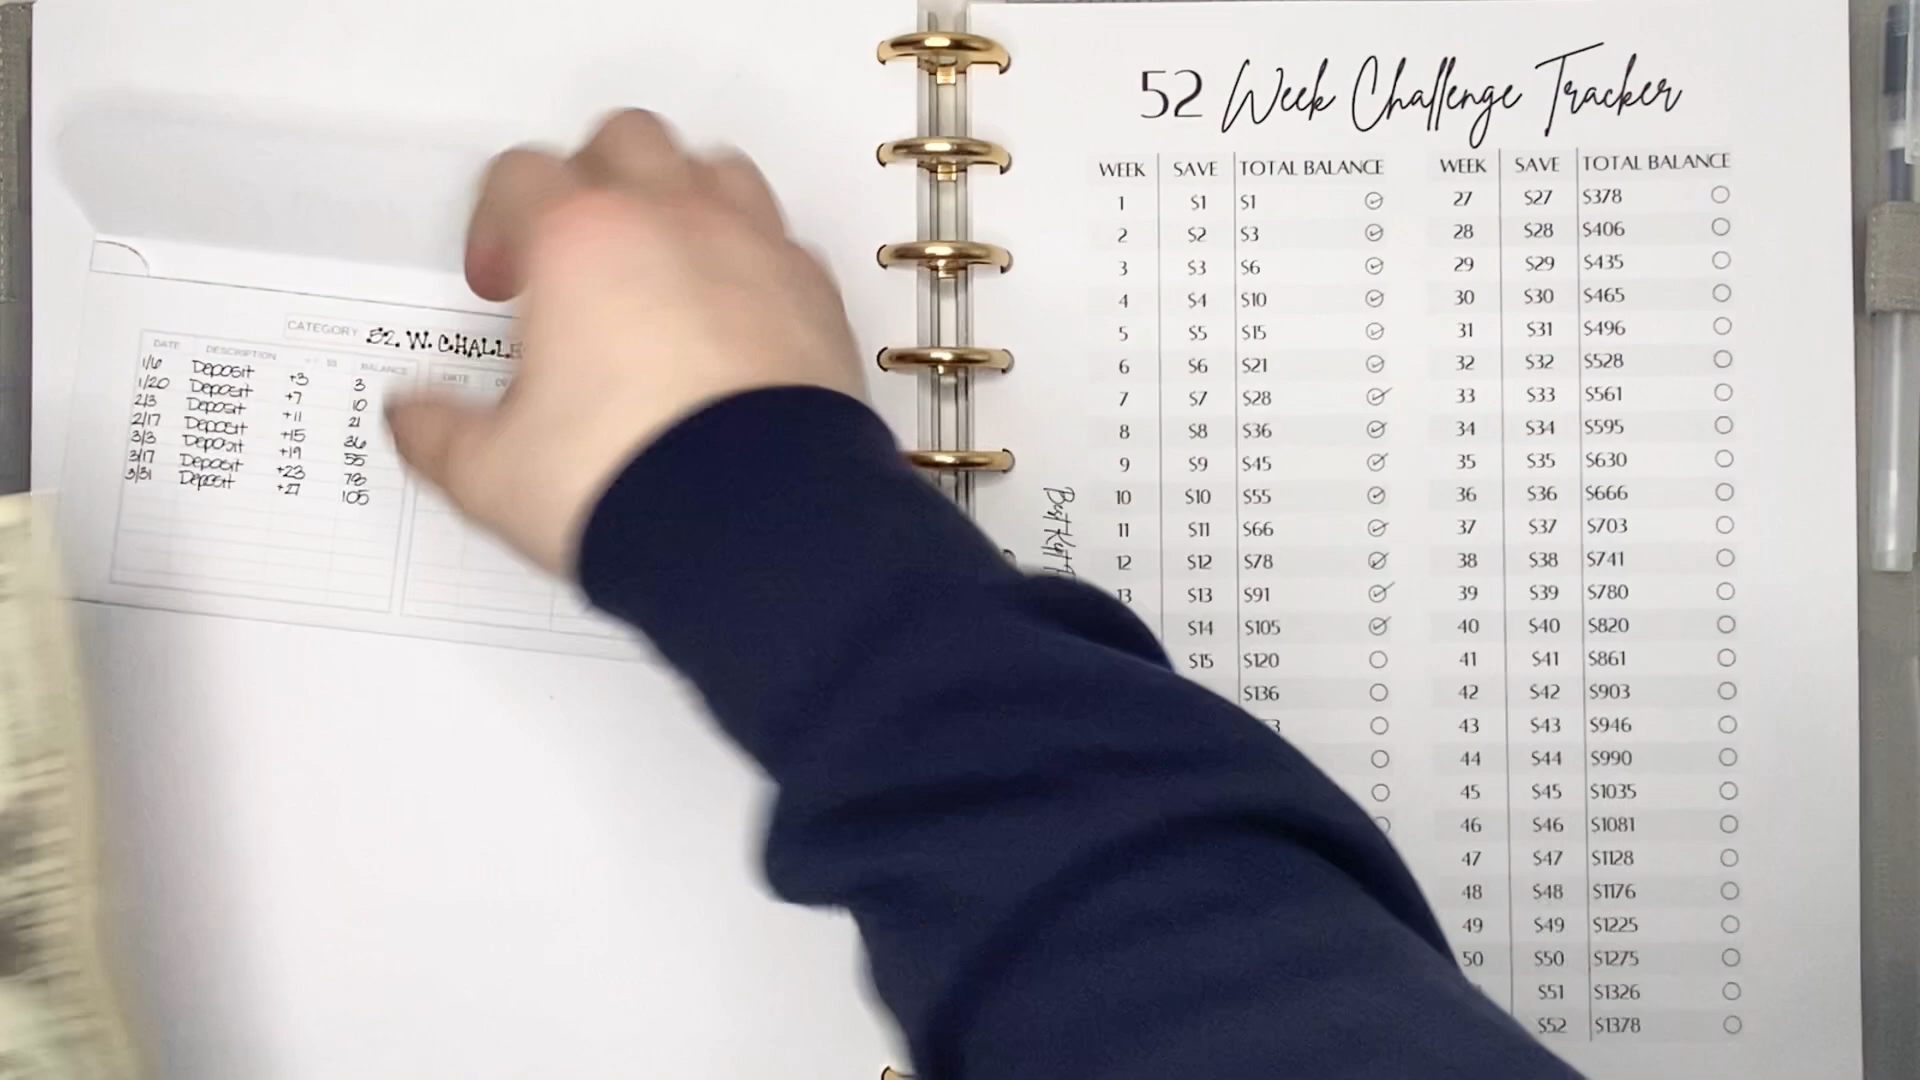 CATEGORY: 52. W. CHALLE
DATE DESCRIPTION BALANCE
1/6 Deposit +3 3
1/20 Deposit +7 10
2/3 Deposit +11 21
2/17 Deposit +15 36
3/3 Deposit +19 55
3/17 Deposit +23 78
3/31 Deposit +27 105
DATE DE
52 Week Challenge Tracker
WEEK SAVE TOTAL BALANCE
1 $1 $1
2 $2 $3
3 $3 $6
4 $4 $10
5 $5 $15
6 $6 $21
7 $7 $28
8 $8 $36
9 $9 $45
10 $10 $55
11 $11 $66
12 $12 $78
13 $13 $91
$14 $105
$15 $120
$136
3
WEEK SAVE TOTAL BALANCE
27 $27 $378
28 $28 $406
29 $29 $435
30 $30 $465
31 $31 $496
32 $32 $528
33 $33 $561
34 $34 $595
35 $35 $630
36 $36 $666
37 $37 $703
38 $38 $741
39 $39 $780
40 $40 $820
41 $41 $861
42 $42 $903
43 $43 $946
44 $44 $990
45 $45 $1035
46 $46 $1081
47 $47 $1128
48 $48 $1176
49 $49 $1225
50 $50 $1275
$51 $1326
$52 $1378